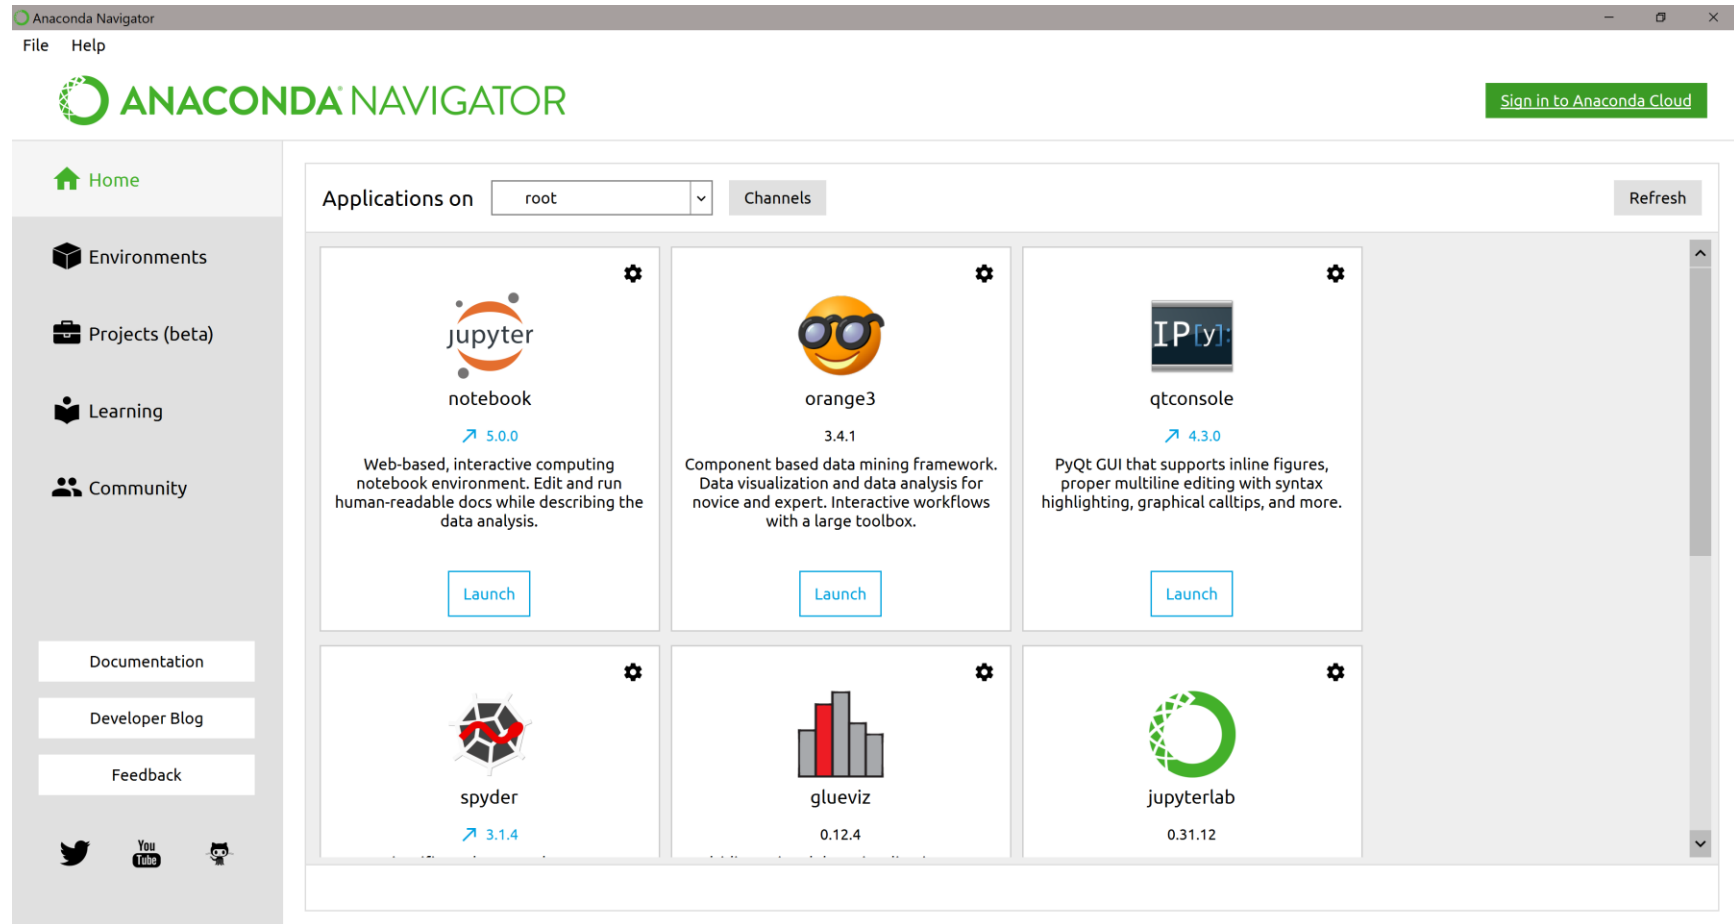 Anaconda Navigator
File Help
ANACONDA NAVIGATOR
Sign in to Anaconda Cloud
Home
Environments
Projects (beta)
Learning
Community
Documentation
Developer Blog
Feedback
You
Tube
Applications on root Channels Refresh
jupyter
notebook
5.0.0
Web-based, interactive computing
notebook environment. Edit and run
human-readable docs while describing the
data analysis.
Launch
orange3
3.4.1
Component based data mining framework.
Data visualization and data analysis for
novice and expert. Interactive workflows
with a large toolbox.
Launch
IP[y]:
qtconsole
4.3.0
PyQt GUI that supports inline figures,
proper multiline editing with syntax
highlighting, graphical calltips, and more.
Launch
spyder
3.1.4
glueviz
0.12.4
jupyterlab
0.31.12